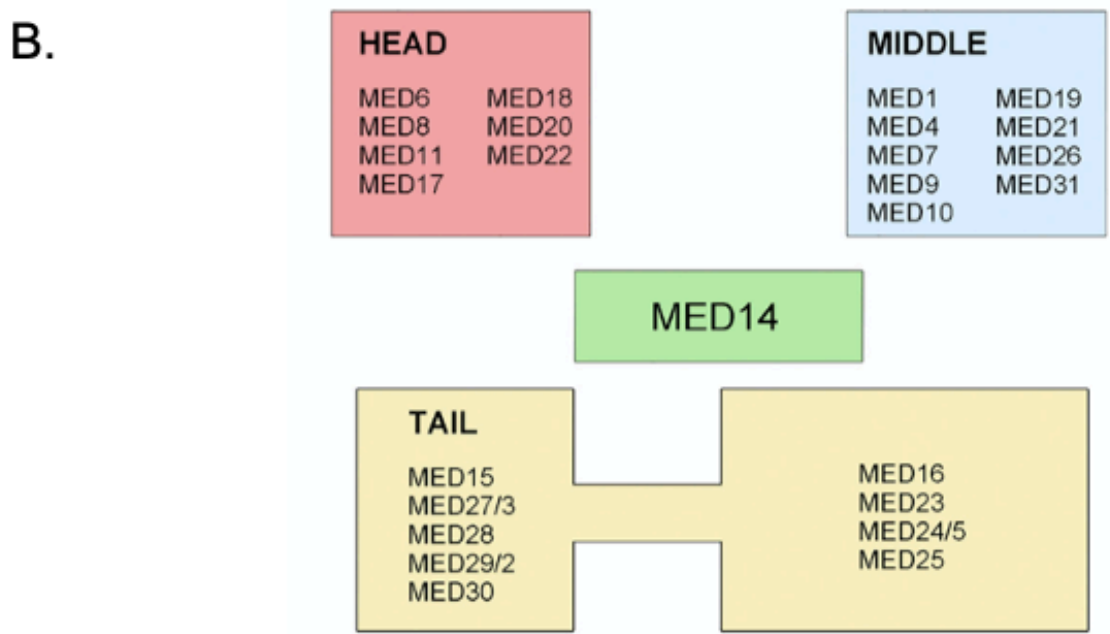 B.
HEAD
MED6 MED18
MED8 MED20
MED11 MED22
MED17
MIDDLE
MED1 MED19
MED4 MED21
MED7 MED26
MED9 MED31
MED10
MED14
TAIL
MED15
MED27/3
MED28
MED29/2
MED30
MED16
MED23
MED24/5
MED25